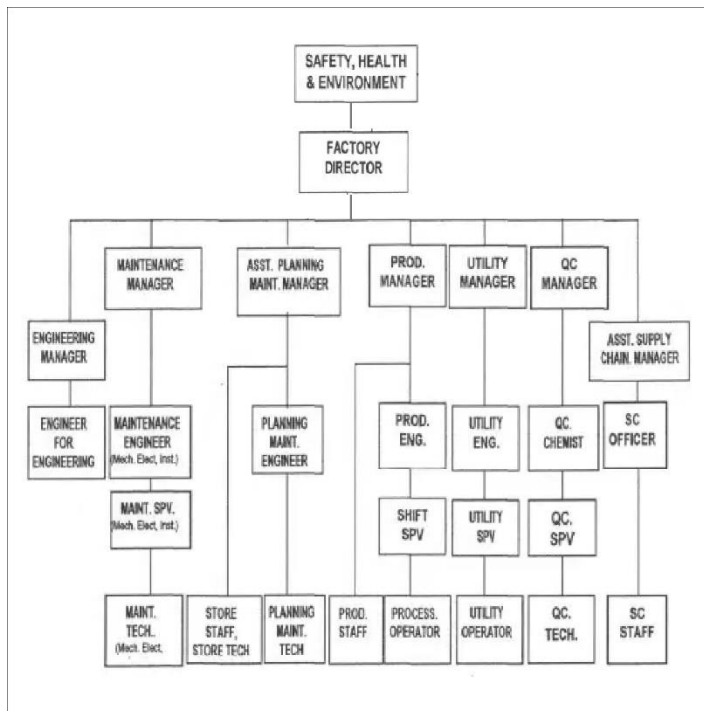 SAFETY, HEALTH
& ENVIRONMENT
FACTORY
DIRECTOR
MAINTENANCE
MANAGER
ASST. PLANNING
MAINT. MANAGER
PROD.
MANAGER
UTILITY
MANAGER
QC
MANAGER
ENGINEERING
MANAGER
ASST. SUPPLY
CHAIN. MANAGER
ENGINEER
FOR
ENGINEERING
MAINTENANCE
ENGINEER
(Mech. Elect, Inst.)
PLANNING
MAINT.
ENGINEER
PROD.
ENG.
UTILITY
ENG.
QC.
CHEMIST
SC
OFFICER
MAINT. SPV.
(Mech. Elect, Inst.)
SHIFT
SPV
UTILITY
SPV
QC.
SPV
MAINT.
TECH.
(Mech. Elect,
STORE
STAFF,
STORE TECH
PLANNING
MAINT.
TECH
PROD.
STAFF
PROCESS.
OPERATOR
UTILITY
OPERATOR
QC.
TECH.
SC
STAFF